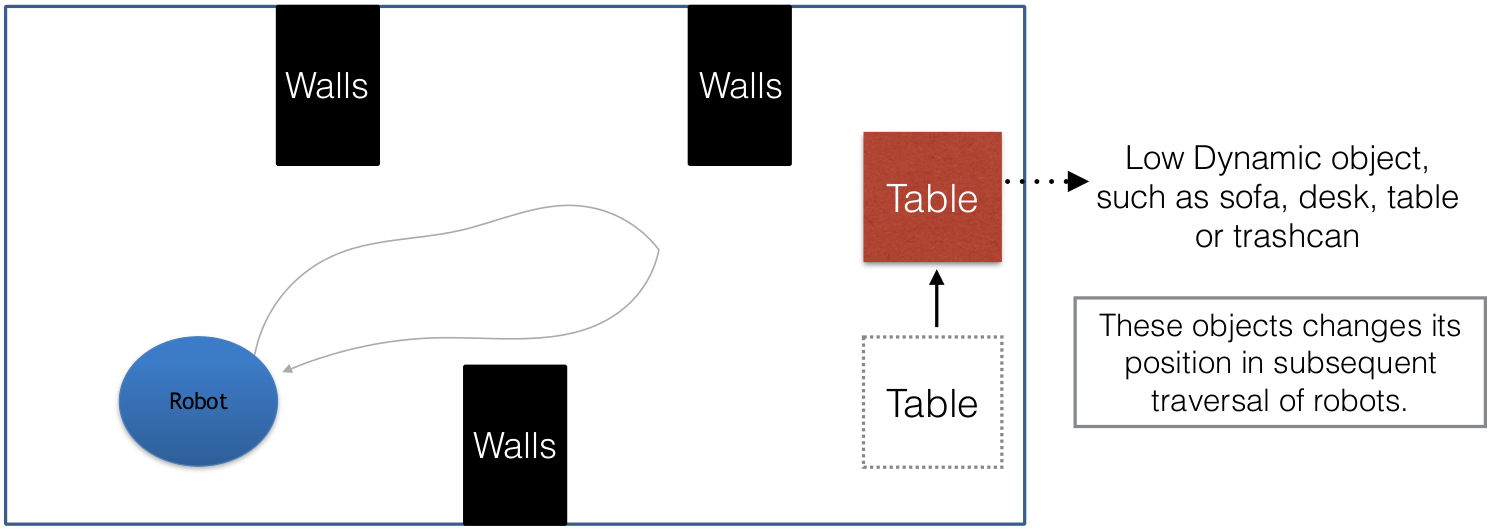 Walls
Walls
Table
Low Dynamic object,
such as sofa, desk, table
or trashcan
These objects changes its
position in subsequent
traversal of robots.
Robot
Table
Walls